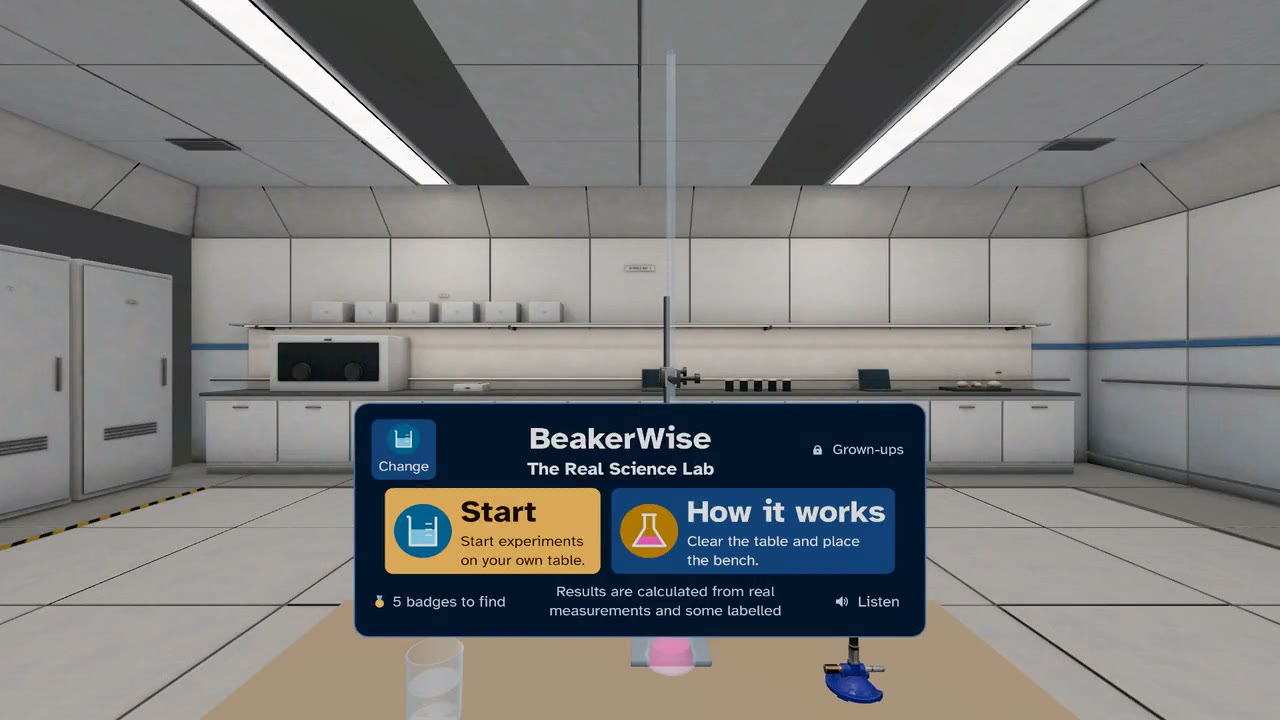 Change
BeakerWise
The Real Science Lab
Grown-ups
Start
Start experiments
on your own table.
How it works
Clear the table and place
the bench.
5 badges to find
Results are calculated from real
measurements and some labelled
Listen